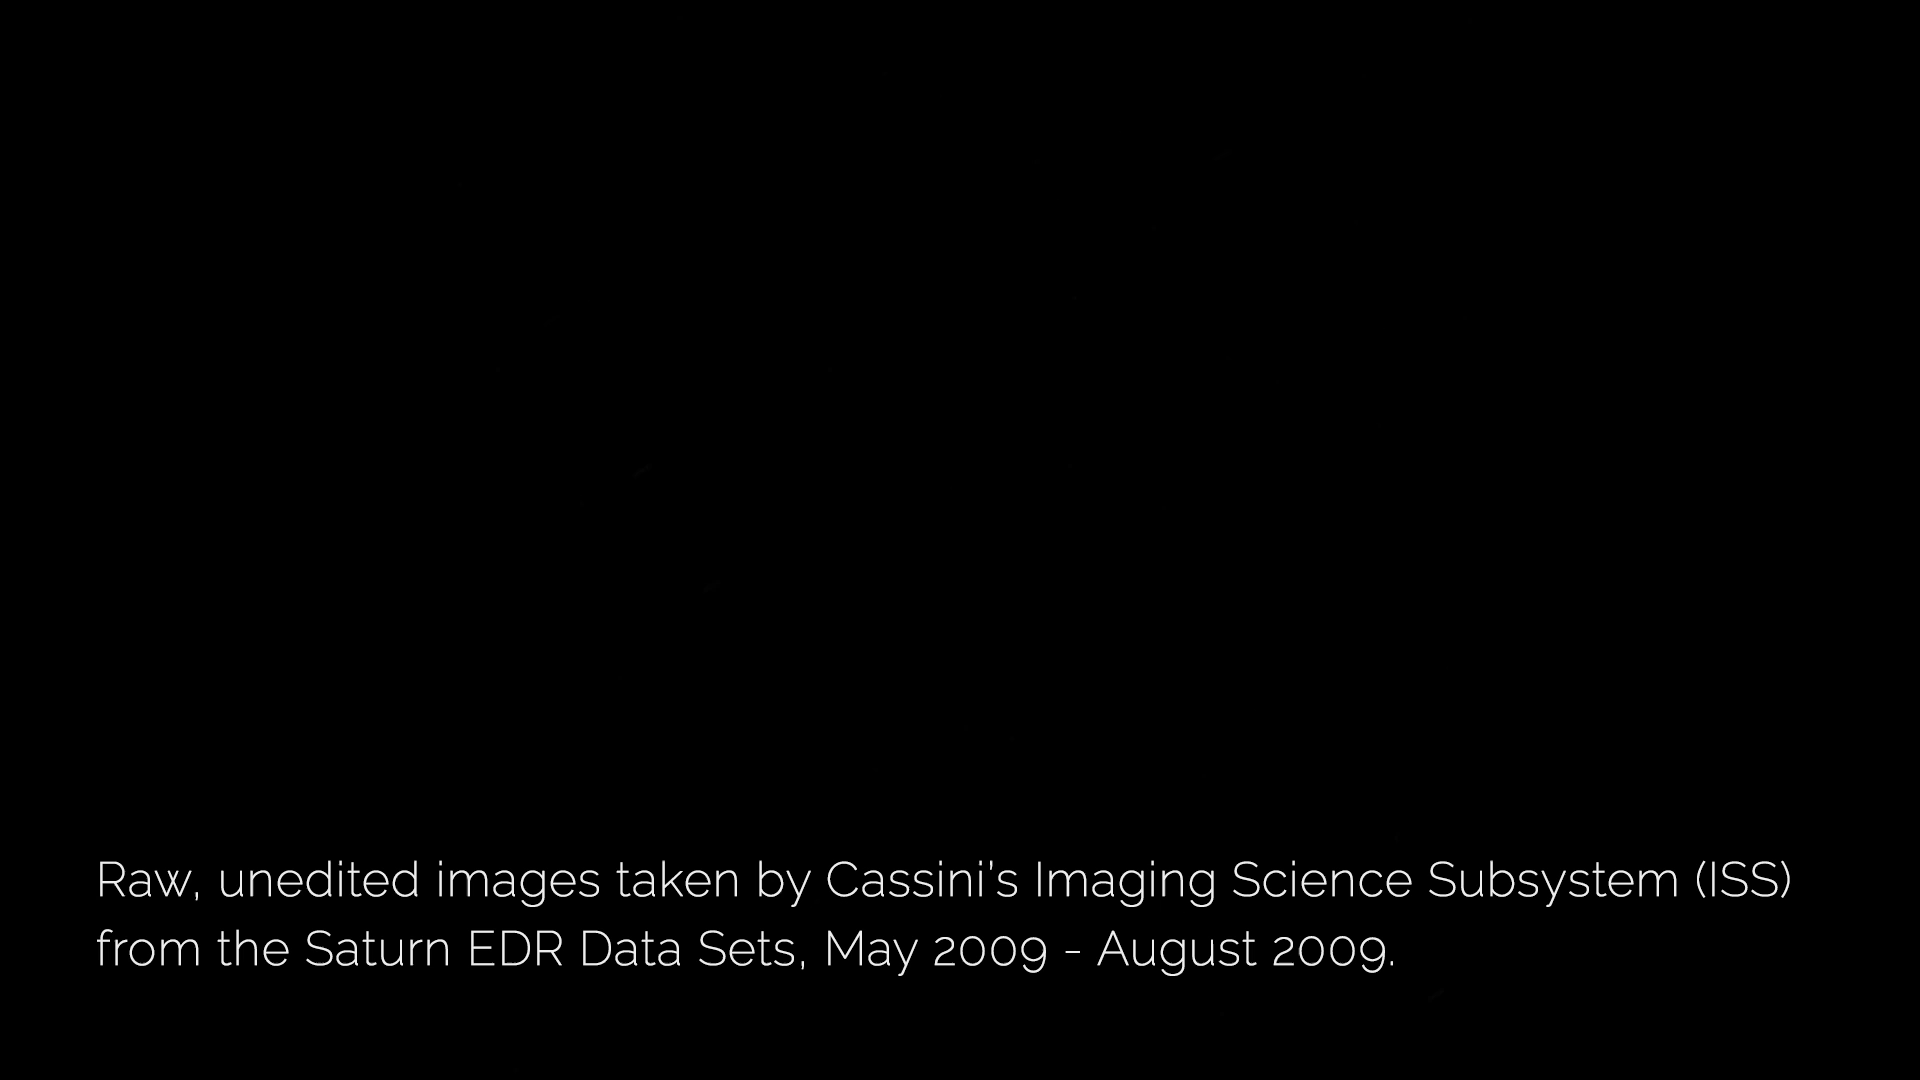 Raw, unedited images taken by Cassini's Imaging Science Subsystem (ISS)
from the Saturn EDR Data Sets, May 2009 - August 2009.